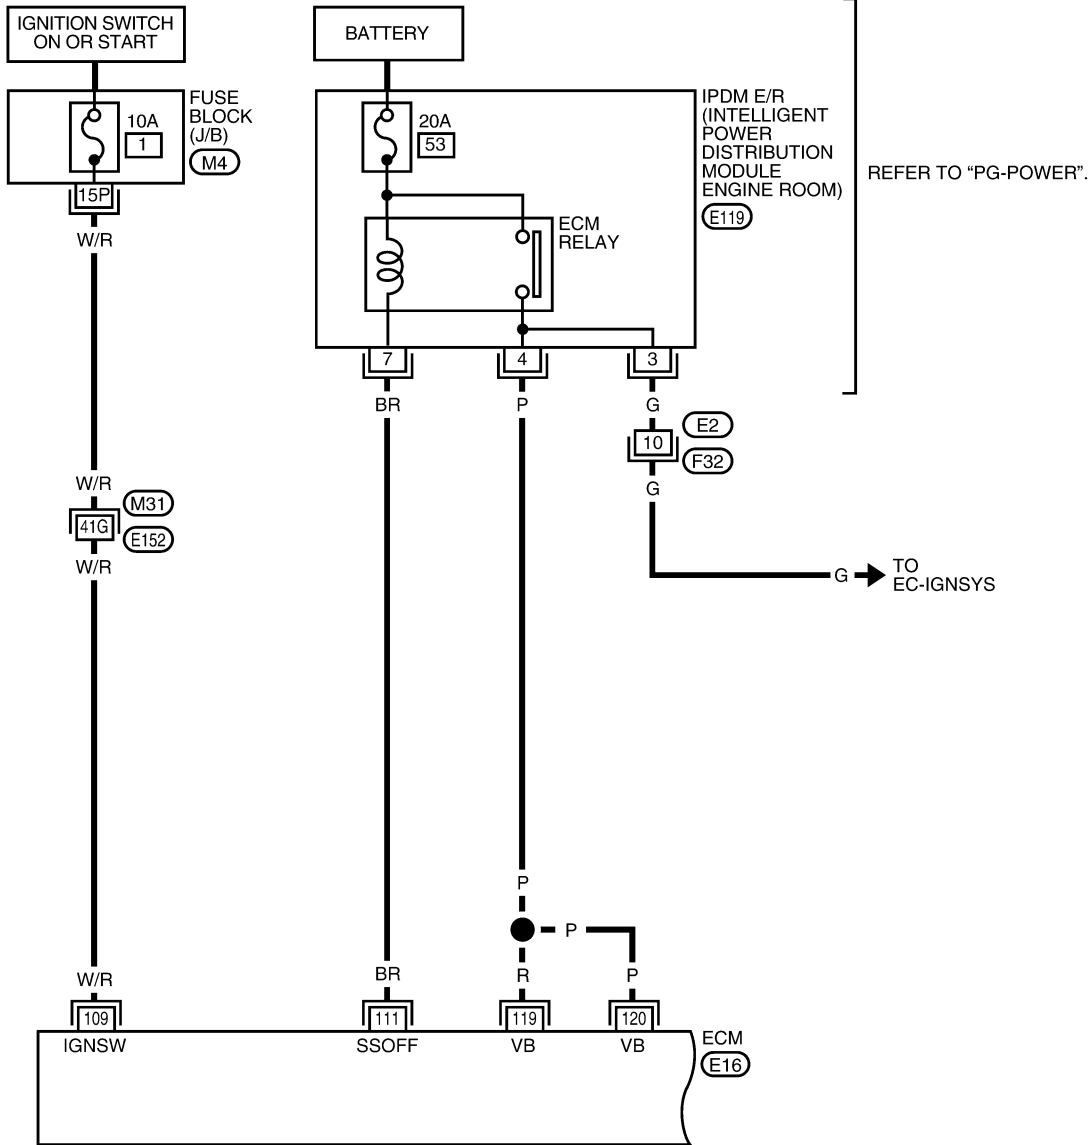 IGNITION SWITCH
ON OR START
BATTERY
10A
1
FUSE
BLOCK
(J/B)
M4
20A
53
IPDM E/R
(INTELLIGENT
POWER
DISTRIBUTION
MODULE
ENGINE ROOM)
E119
REFER TO “PG-POWER”.
ECM
RELAY
15P
W/R
7
4
3
BR
P
G
10
E2
F32
G
W/R
41G
M31
E152
W/R
G
TO
EC-IGNSYS
P
P
W/R
BR
R
P
109
111
119
120
IGNSW
SSOFF
VB
VB
ECM
E16